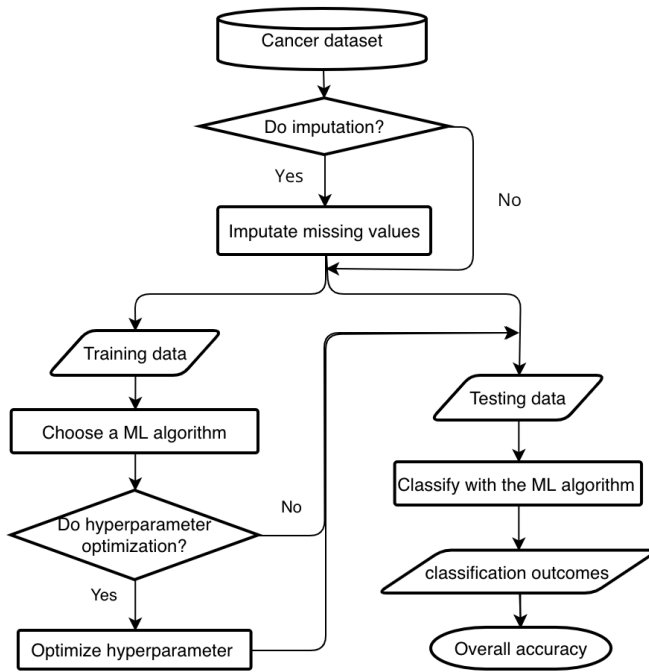 Cancer dataset
Do imputation?
Yes
No
Imputate missing values
Training data
Choose a ML algorithm
Do hyperparameter
optimization?
No
Yes
Optimize hyperparameter
Testing data
Classify with the ML algorithm
classification outcomes
Overall accuracy